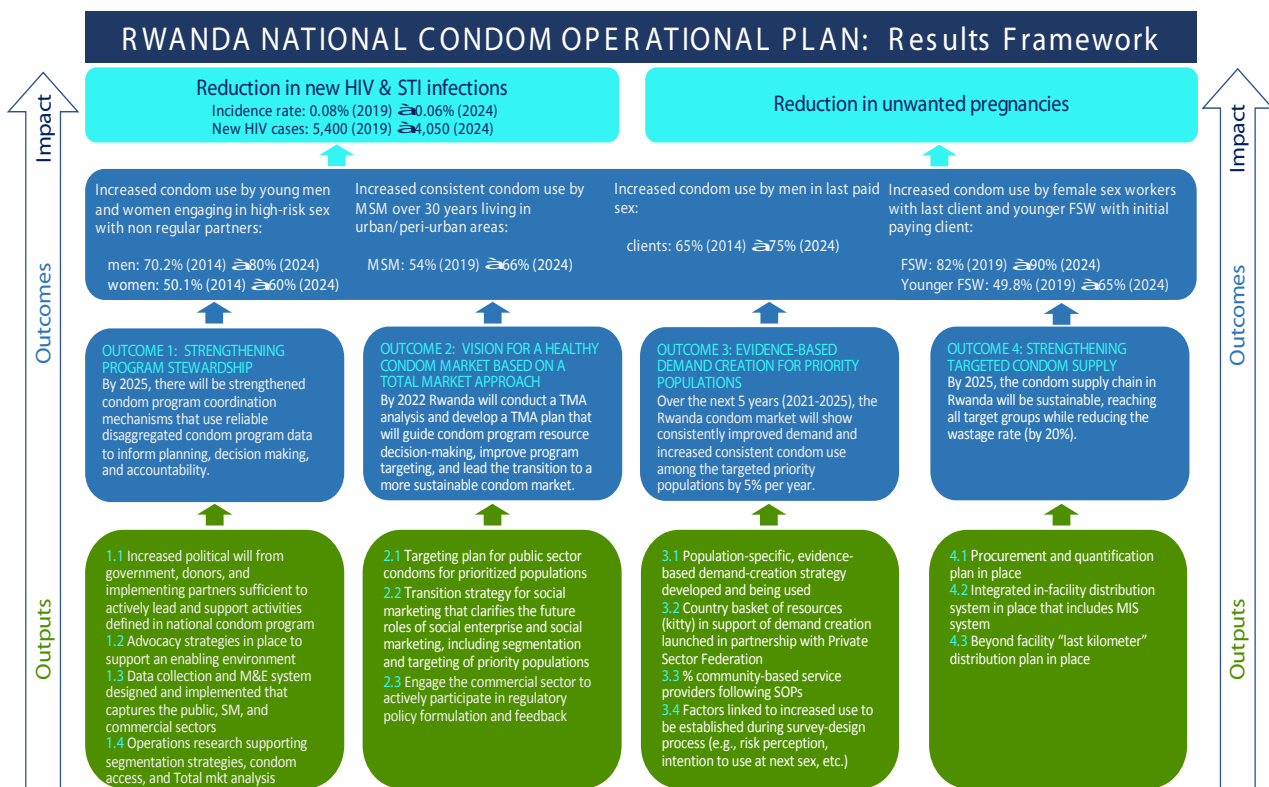 RWANDA NATIONAL CONDOM OPERATIONAL PLAN: Results Framework
Impact
Outcomes
Outputs
Reduction in new HIV & STI infections
Incidence rate: 0.08% (2019) à0.06% (2024)
New HIV cases: 5,400 (2019) à4,050 (2024)
Reduction in unwanted pregnancies
Increased condom use by young men
and women engaging in high-risk sex
with non regular partners:
men: 70.2% (2014) à80% (2024)
women: 50.1% (2014) à60% (2024)
Increased consistent condom use by
MSM over 30 years living in
urban/peri-urban areas:
MSM: 54% (2019) à66% (2024)
Increased condom use by men in last paid
sex:
clients: 65% (2014) à75% (2024)
Increased condom use by female sex workers
with last client and younger FSW with initial
paying client:
FSW: 82% (2019) à90% (2024)
Younger FSW: 49.8% (2019) à65% (2024)
OUTCOME 1: STRENGTHENING
PROGRAM STEWARDSHIP
By 2025, there will be strengthened
condom program coordination
mechanisms that use reliable
disaggregated condom program data
to inform planning, decision making,
and accountability.
OUTCOME 2: VISION FOR A HEALTHY
CONDOM MARKET BASED ON A
TOTAL MARKET APPROACH
By 2022 Rwanda will conduct a TMA
analysis and develop a TMA plan that
will guide condom program resource
decision-making, improve program
targeting, and lead the transition to a
more sustainable condom market.
OUTCOME 3: EVIDENCE-BASED
DEMAND CREATION FOR PRIORITY
POPULATIONS
Over the next 5 years (2021-2025), the
Rwanda condom market will show
consistently improved demand and
increased consistent condom use
among the targeted priority
populations by 5% per year.
OUTCOME 4: STRENGTHENING
TARGETED CONDOM SUPPLY
By 2025, the condom supply chain in
Rwanda will be sustainable, reaching
all target groups while reducing the
wastage rate (by 20%).
1.1 Increased political will from
government, donors, and
implementing partners sufficient to
actively lead and support activities
defined in national condom program
1.2 Advocacy strategies in place to
support an enabling environment
1.3 Data collection and M&E system
designed and implemented that
captures the public, SM, and
commercial sectors
1.4 Operations research supporting
segmentation strategies, condom
access, and Total mkt analysis
2.1 Targeting plan for public sector
condoms for prioritized populations
2.2 Transition strategy for social
marketing that clarifies the future
roles of social enterprise and social
marketing, including segmentation
and targeting of priority populations
2.3 Engage the commercial sector to
actively participate in regulatory
policy formulation and feedback
3.1 Population-specific, evidence-
based demand-creation strategy
developed and being used
3.2 Country basket of resources
(kitty) in support of demand creation
launched in partnership with Private
Sector Federation
3.3 % community-based service
providers following SOPs
3.4 Factors linked to increased use to
be established during survey-design
process (e.g., risk perception,
intention to use at next sex, etc.)
4.1 Procurement and quantification
plan in place
4.2 Integrated in-facility distribution
system in place that includes MIS
system
4.3 Beyond facility “last kilometer”
distribution plan in place
Impact
Outcomes
Outputs